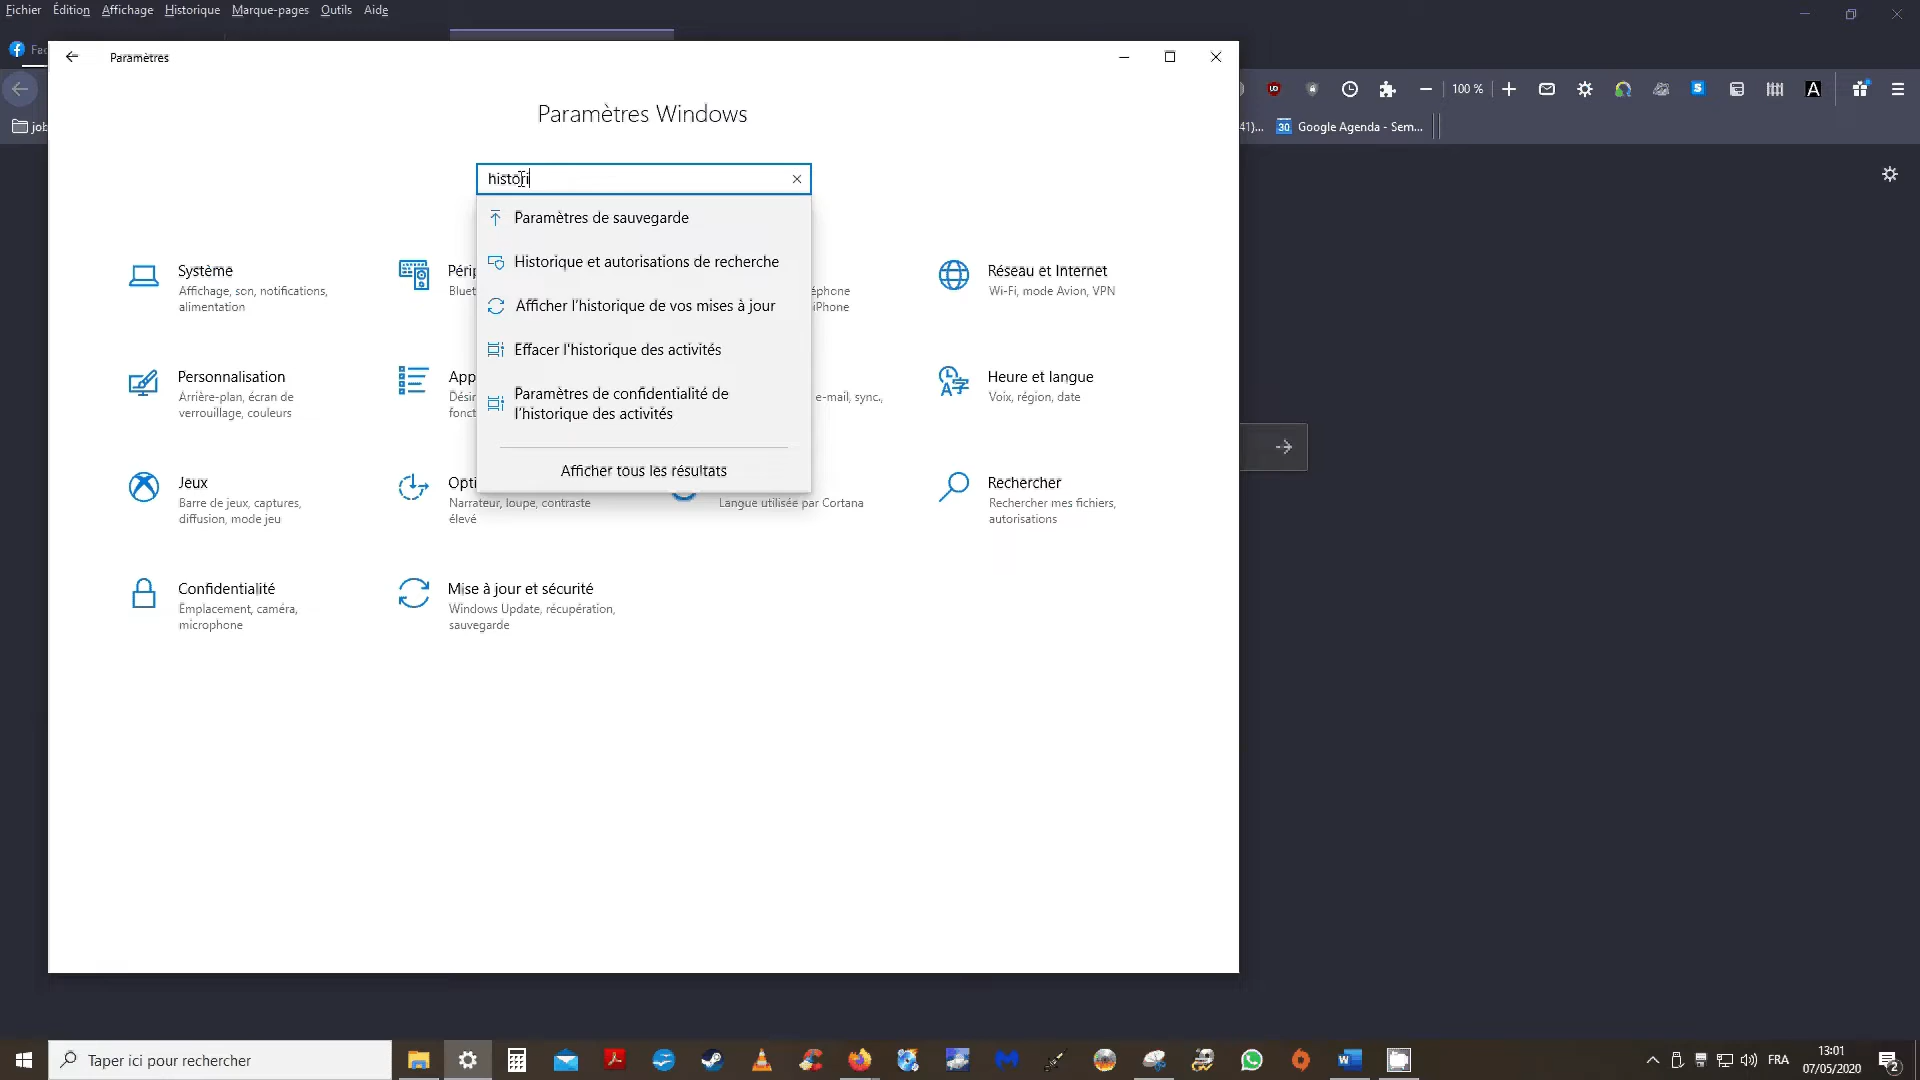 Fichier Édition Affichage Historique Marque-pages Outils Aide
Paramètres
100 %
S
A
job
41)... 30 Google Agenda - Sem...
Paramètres Windows
histori
Paramètres de sauvegarde
Historique et autorisations de recherche
Afficher l'historique de vos mises à jour
Effacer l'historique des activités
Paramètres de confidentialité de
l'historique des activités
Afficher tous les résultats
Système
Affichage, son, notifications,
alimentation
Réseau et Internet
Wi-Fi, mode Avion, VPN
iPhone
Personnalisation
Arrière-plan, écran de
verrouillage, couleurs
Heure et langue
Voix, région, date
e-mail, sync.,
Jeux
Barre de jeux, captures,
diffusion, mode jeu
Narrateur, loupe, contraste
élevé
Langue utilisée par Cortana
Rechercher
Rechercher mes fichiers,
autorisations
Confidentialité
Emplacement, caméra,
microphone
Mise à jour et sécurité
Windows Update, récupération,
sauvegarde
Taper ici pour rechercher
FRA
13:01
07/05/2020
2